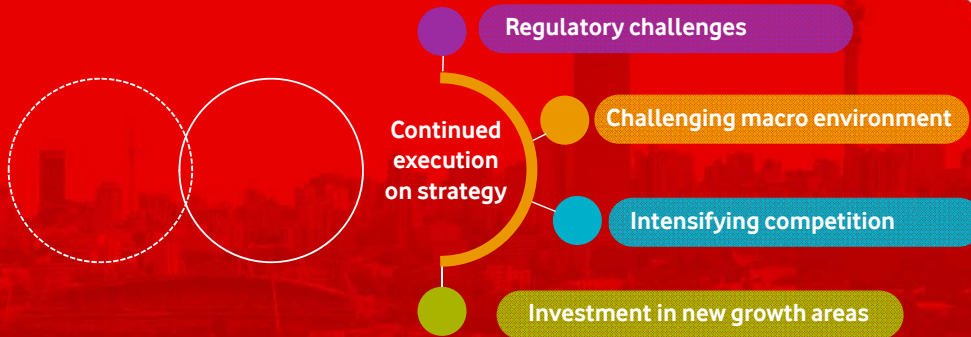 Regulatory challenges
Challenging macro environment
Continued
execution
on strategy
Intensifying competition
Investment in new growth areas